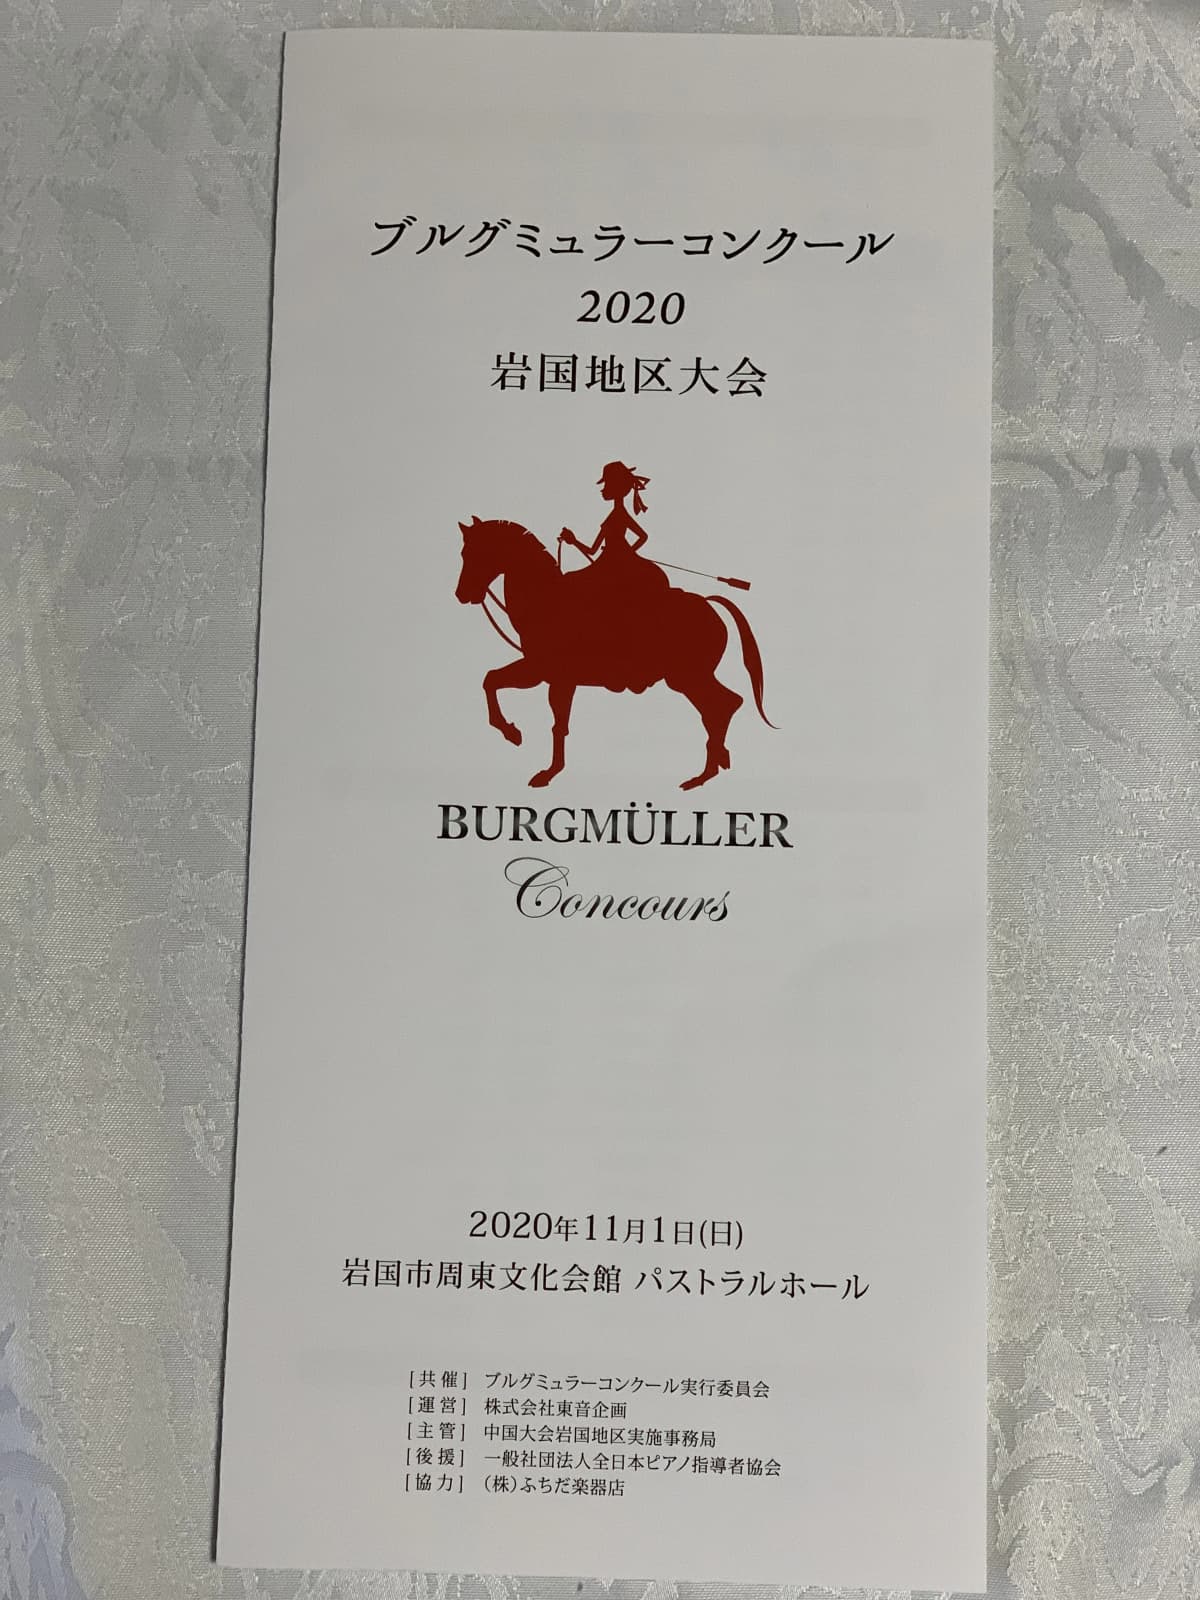 ブルグミュラーコンクール
2020
岩国地区大会
BURGMÜLLER
Concours
2020年11月1日(日)
岩国市周東文化会館 パストラルホール
[共催] ブルグミュラーコンクール実行委員会
[運営] 株式会社東音企画
[主管] 中国大会岩国地区実施事務局
[後援] 一般社団法人全日本ピアノ指導者協会
[協力] (株)ふちだ楽器店